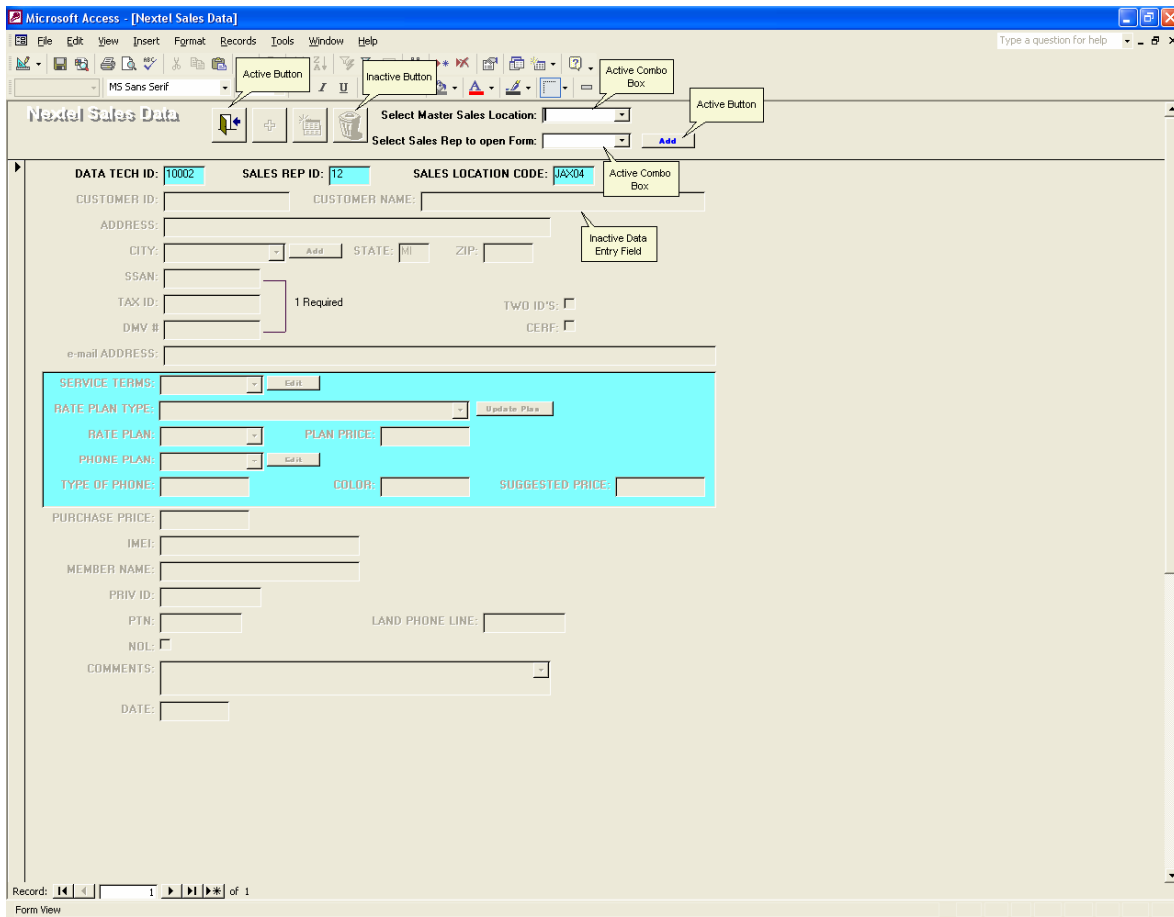 Microsoft Access - [Nextel Sales Data]
File Edit View Insert Format Records Tools Window Help Type a question for help
MS Sans Serif I U
Active Button
Inactive Button
Active Combo Box
Active Button
Nextel Sales Data
Select Master Sales Location:
Select Sales Rep to open Form: Add
Active Combo Box
DATA TECH ID: 10002 SALES REP ID: 12 SALES LOCATION CODE: JAX04
CUSTOMER ID: CUSTOMER NAME:
ADDRESS:
Inactive Data Entry Field
CITY: Add STATE: MI ZIP:
SSAN:
TAX ID: 1 Required TWO ID'S:
DMV # CERF:
e-mail ADDRESS:
SERVICE TERMS: Edit
RATE PLAN TYPE: Update Plan
RATE PLAN: PLAN PRICE:
PHONE PLAN: Edit
TYPE OF PHONE: COLOR: SUGGESTED PRICE:
PURCHASE PRICE:
IMEI:
MEMBER NAME:
PRIV ID:
PTN: LAND PHONE LINE:
NOL:
COMMENTS:
DATE:
Record: 1 of 1
Form View